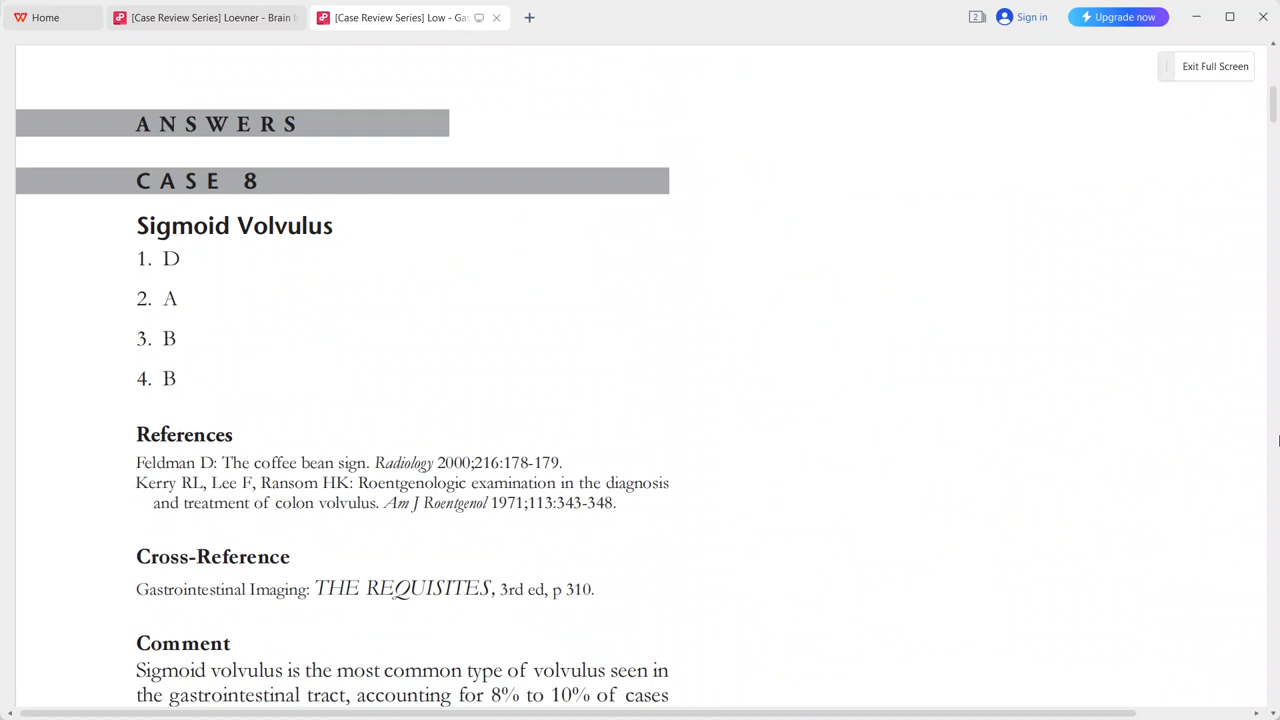 Home
[Case Review Series] Loevner - Brain
[Case Review Series] Low - Gas
2
Sign in
Upgrade now
Exit Full Screen
ANSWERS
CASE 8
Sigmoid Volvulus
1. D
2. A
3. B
4. B
References
Feldman D: The coffee bean sign. Radiology 2000;216:178-179.
Kerry RL, Lee F, Ransom HK: Roentgenologic examination in the diagnosis
and treatment of colon volvulus. Am J Roentgenol 1971;113:343-348.
Cross-Reference
Gastrointestinal Imaging: THE REQUISITES, 3rd ed, p 310.
Comment
Sigmoid volvulus is the most common type of volvulus seen in
the gastrointestinal tract, accounting for 8% to 10% of cases